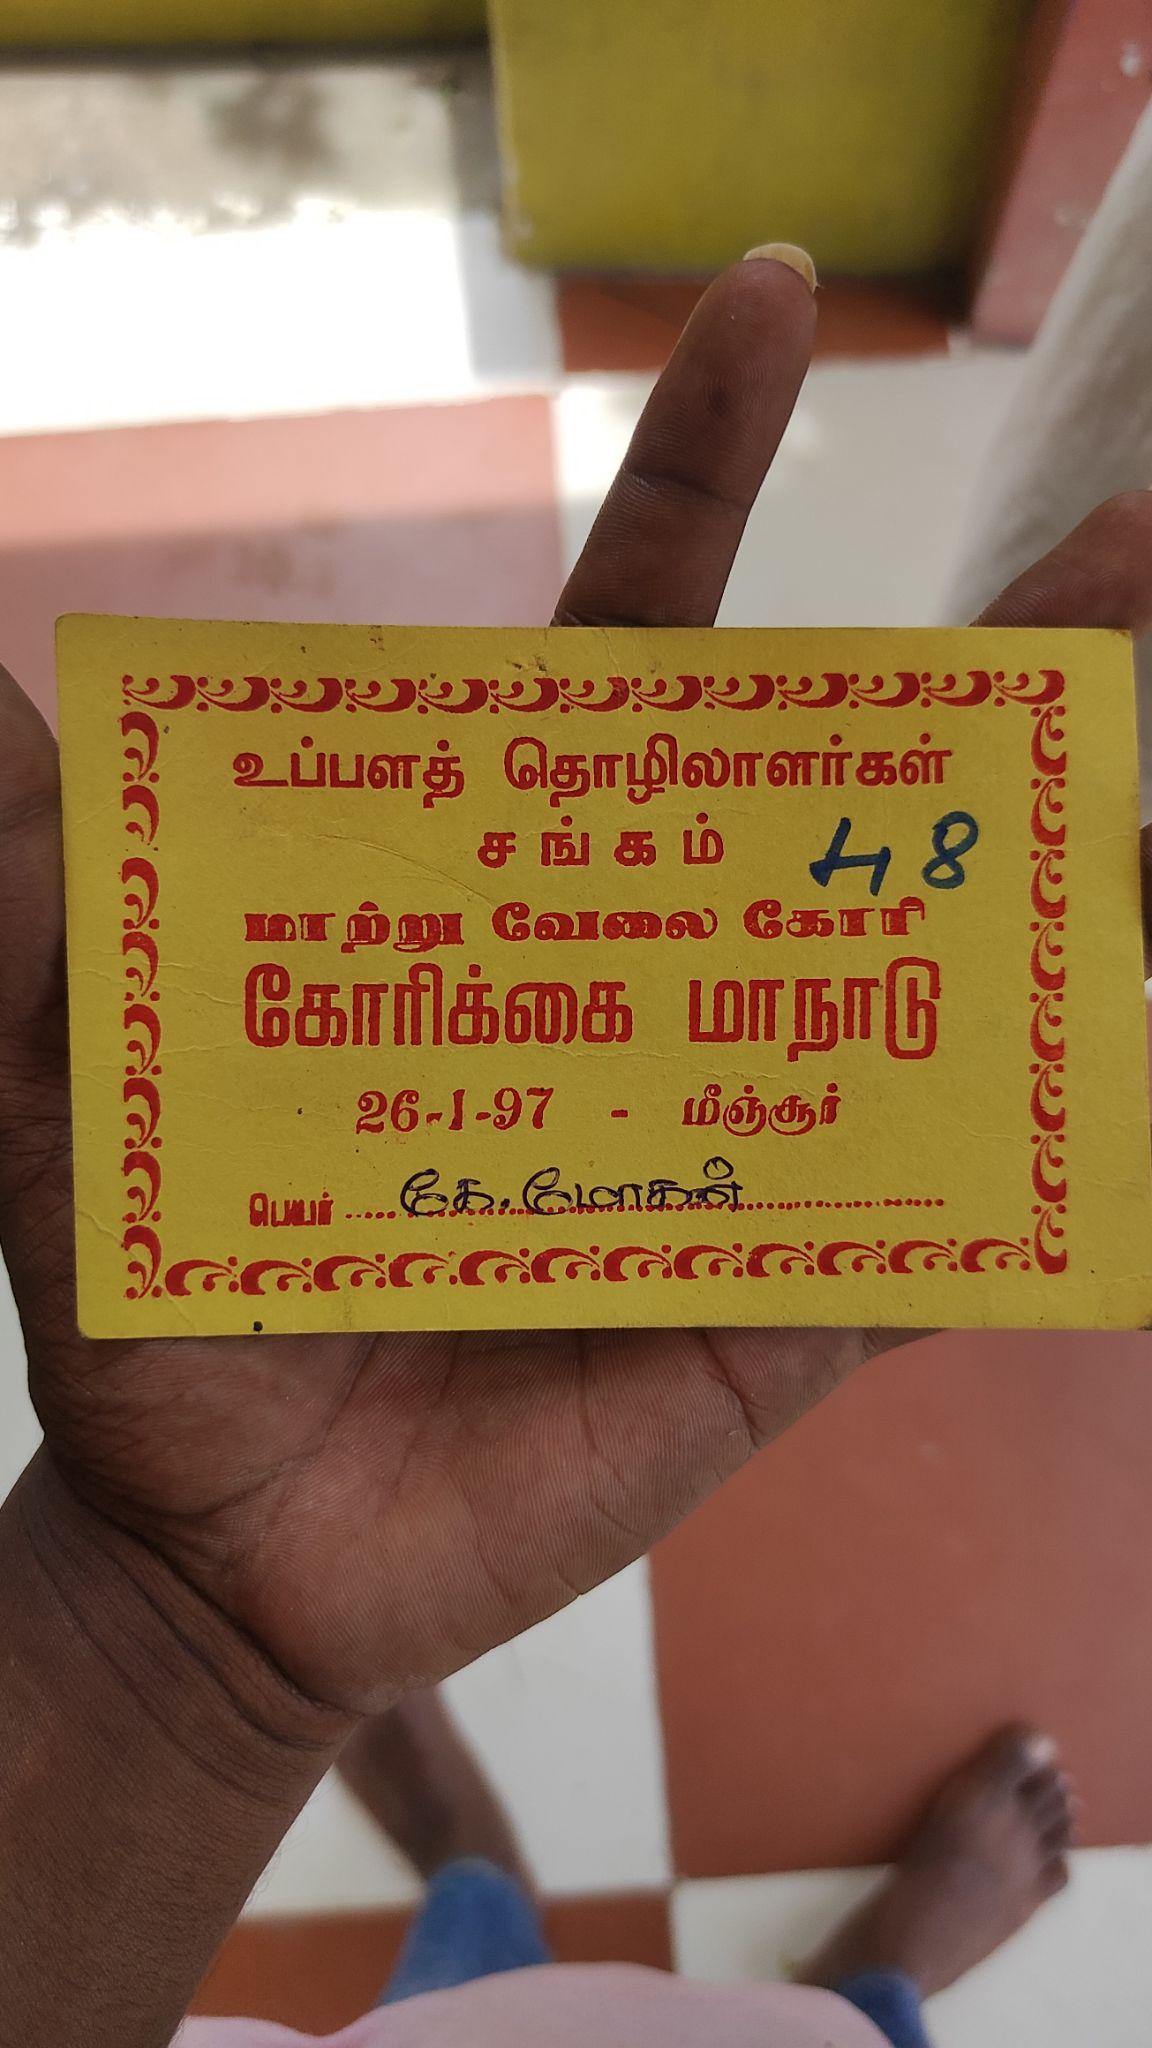 உப்பளத் தொழிலாளர்கள்
சங்கம் 48
மாற்று வேலை கோரி
கோரிக்கை மாநாடு
26-1-97 - மீஞ்சூர்
பெயர் ..... கே. மோகன் .....